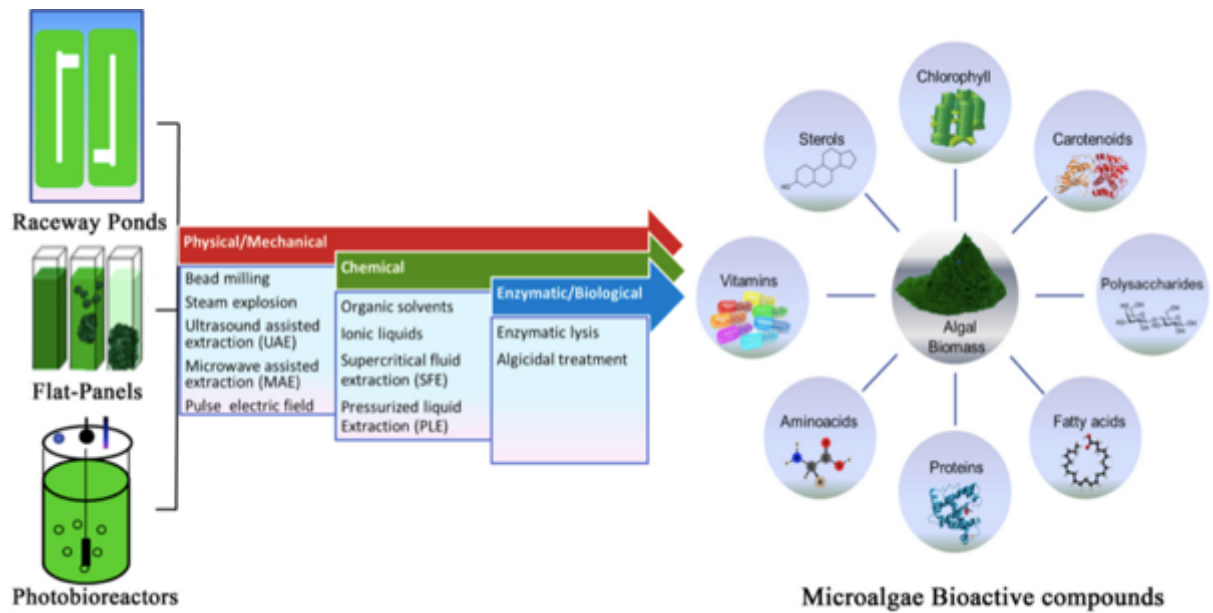 Raceway Ponds
Flat-Panels
Photobioreactors
Physical/Mechanical
Bead milling
Steam explosion
Ultrasound assisted
extraction (UAE)
Microwave assisted
extraction (MAE)
Pulse electric field
Chemical
Organic solvents
Ionic liquids
Supercritical fluid
extraction (SFE)
Pressurized liquid
Extraction (PLE)
Enzymatic/Biological
Enzymatic lysis
Algicidal treatment
Chlorophyll
Sterols
HO
Carotenoids
Vitamins
Algal
Biomass
Polysaccharides
Aminoacids
Proteins
Fatty acids
Microalgae Bioactive compounds